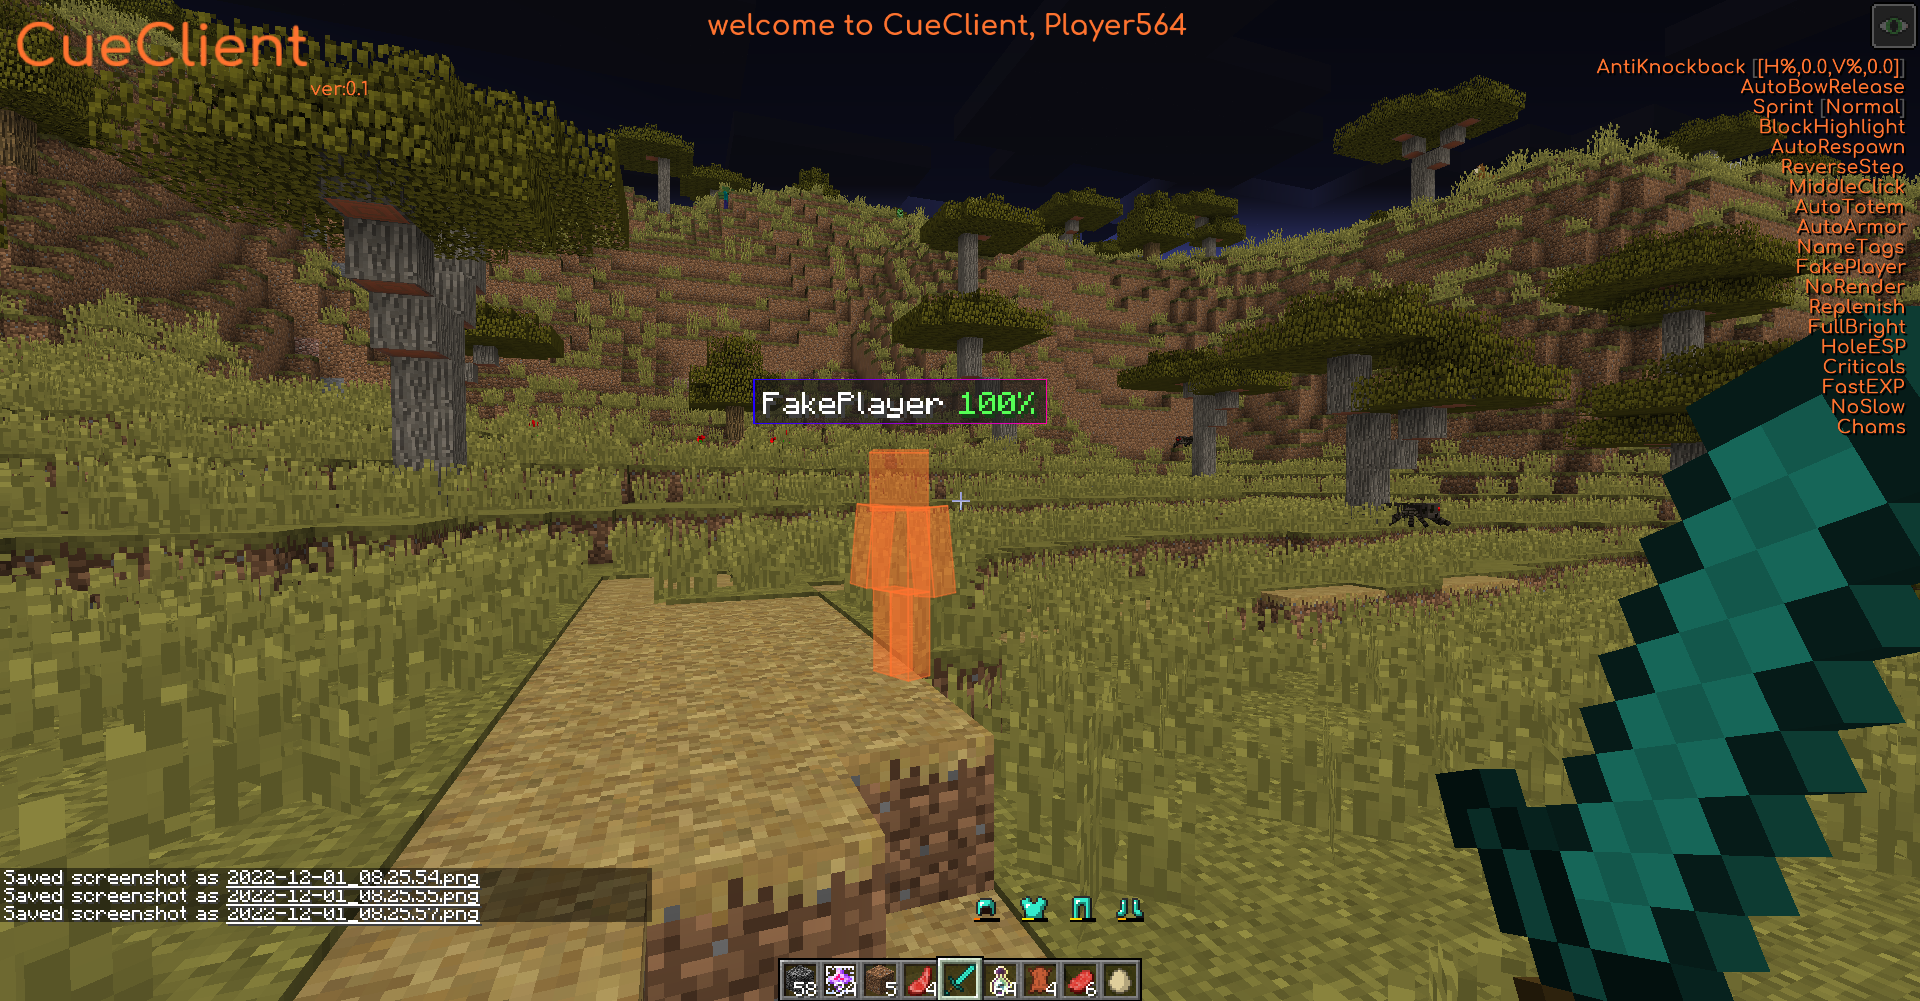 CueClient
ver:0.1
welcome to CueClient, Player564
AntiKnockback [[H%,0.0,V%,0.0]]
AutoBowRelease
Sprint [Normal]
BlockHighlight
AutoRespawn
ReverseStep
MiddleClick
AutoTotem
AutoArmor
NameTags
FakePlayer
NoRender
Replenish
FullBright
HoleESP
Criticals
FastEXP
NoSlow
Chams
FakePlayer 100%
Saved screenshot as 2022-12-01_08.25.54.png
Saved screenshot as 2022-12-01_08.25.55.png
Saved screenshot as 2022-12-01_08.25.57.png
58 5 4 64 4 6